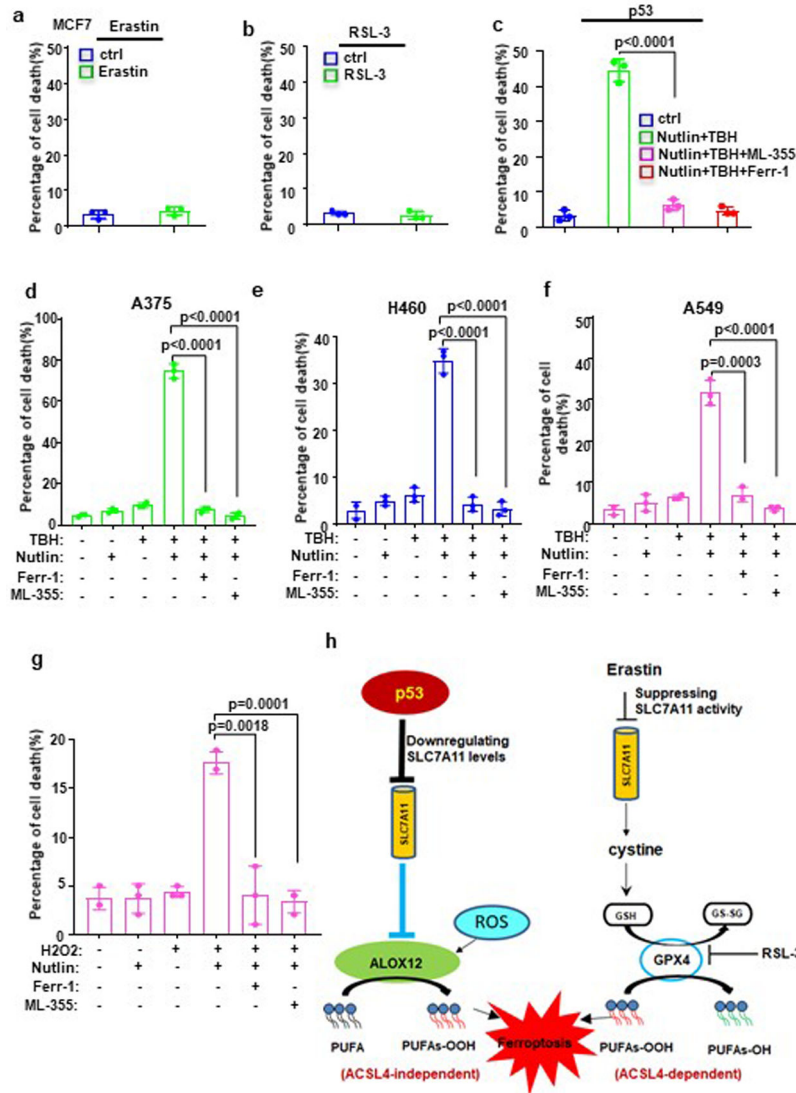 a
MCF7 Erastin
Percentage of cell death(%)
50
40
30
20
10
0
ctrl
Erastin
b
RSL-3
Percentage of cell death(%)
50
40
30
20
10
0
ctrl
RSL-3
c
p53
Percentage of cell death(%)
50
40
30
20
10
0
p<0.0001
ctrl
Nutlin+TBH
Nutlin+TBH+ML-355
Nutlin+TBH+Ferr-1
d
A375
Percentage of cell death(%)
100
80
60
40
20
0
p<0.0001
p<0.0001
TBH: - - + + + +
Nutlin: - + - + + +
Ferr-1: - - - - + -
ML-355: - - - - - +
e
H460
Percentage of cell death(%)
40
30
20
10
0
p<0.0001
p<0.0001
TBH: - - + + + +
Nutlin: - + - + + +
Ferr-1: - - - - + -
ML-355: - - - - - +
f
A549
Percentage of cell
death(%)
50
40
30
20
10
0
p<0.0001
p=0.0003
TBH: - - + + + +
Nutlin: - + - + + +
Ferr-1: - - - - + -
ML-355: - - - - - +
g
Percentage of cell death(%)
20
15
10
5
0
p=0.0001
p=0.0018
H2O2: - - + + + +
Nutlin: - + - + + +
Ferr-1: - - - - + -
ML-355: - - - - - +
h
p53
Downregulating
SLC7A11 levels
SLC7A11
ROS
ALOX12
PUFA
PUFAs-OOH
(ACSL4-independent)
Ferroptosis
Erastin
Suppressing
SLC7A11 activity
SLC7A11
cystine
GSH
GS-SG
GPX4
RSL-3
PUFAs-OOH
PUFAs-OH
(ACSL4-dependent)